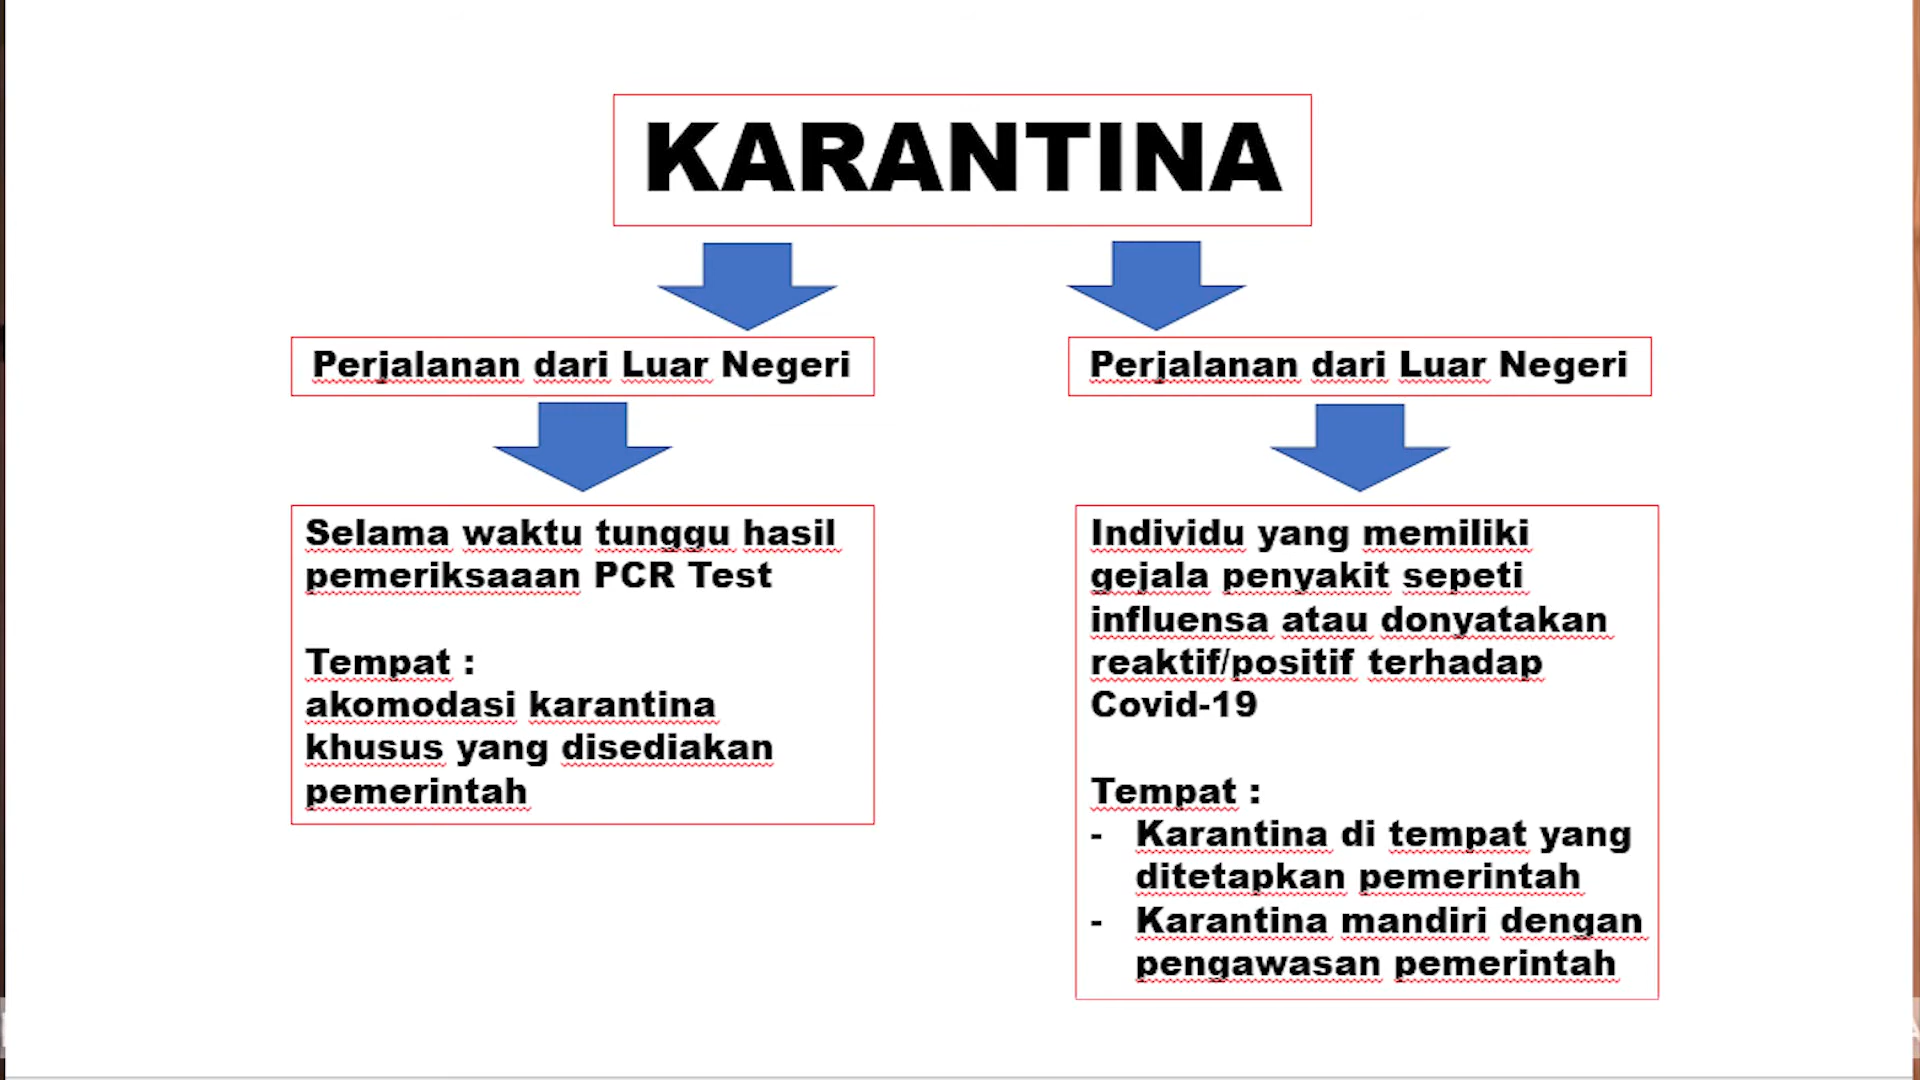 KARANTINA
Perjalanan dari Luar Negeri
Perjalanan dari Luar Negeri
Selama waktu tunggu hasil
pemeriksaaan PCR Test
Tempat :
akomodasi karantina
khusus yang disediakan
pemerintah
Individu yang memiliki
gejala penyakit sepeti
influensa atau donyatakan
reaktif/positif terhadap
Covid-19
Tempat :
- Karantina di tempat yang
ditetapkan pemerintah
- Karantina mandiri dengan
pengawasan pemerintah